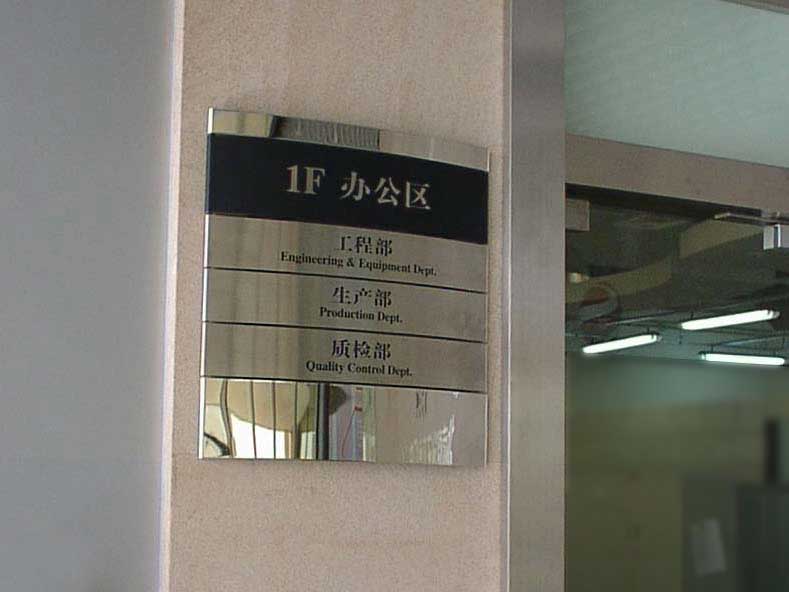 1F 办公区
工程部
Engineering & Equipment Dept.
生产部
Production Dept.
质检部
Quality Control Dept.